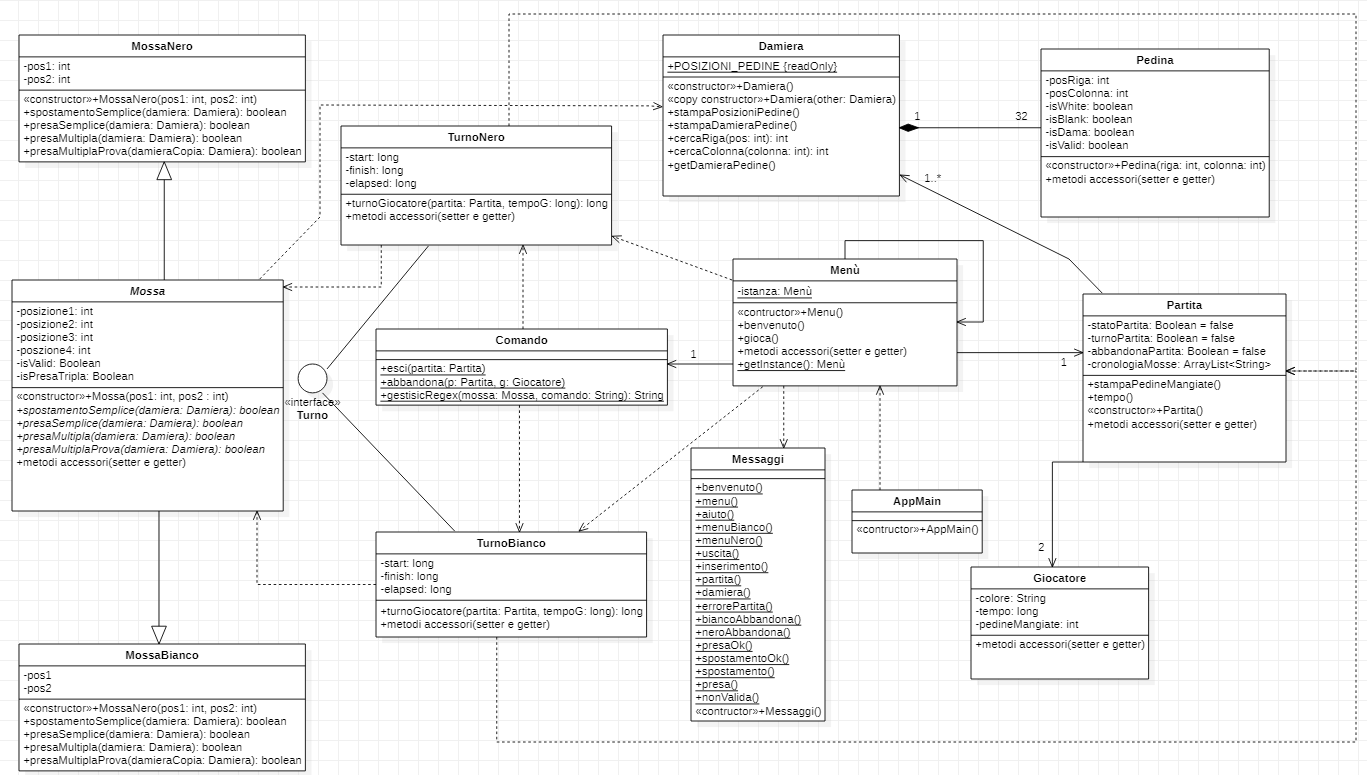 MossaNero
-pos1: int
-pos2: int
«constructor»+MossaNero(pos1: int, pos2: int)
+spostamentoSemplice(damiera: Damiera): boolean
+presaSemplice(damiera: Damiera): boolean
+presaMultipla(damiera: Damiera): boolean
+presaMultiplaProva(damieraCopia: Damiera): boolean
TurnoNero
-start: long
-finish: long
-elapsed: long
+turnoGiocatore(partita: Partita, tempoG: long): long
+metodi accessori(setter e getter)
Damiera
+POSIZIONI_PEDINE {readOnly}
«constructor»+Damiera()
«copy constructor»+Damiera(other: Damiera)
+stampaPosizioniPedine()
+stampaDamieraPedine()
+cercaRiga(pos: int): int
+cercaColonna(colonna: int): int
+getDamieraPedine()
1
32
1..*
Pedina
-posRiga: int
-posColonna: int
-isWhite: boolean
-isBlank: boolean
-isDama: boolean
-isValid: boolean
«constructor»+Pedina(riga: int, colonna: int)
+metodi accessori(setter e getter)
Mossa
-posizione1: int
-posizione2: int
-posizione3: int
-poszione4: int
-isValid: Boolean
-isPresaTripla: Boolean
«constructor»+Mossa(pos1: int, pos2 : int)
+spostamentoSemplice(damiera: Damiera): boolean
+presaSemplice(damiera: Damiera): boolean
+presaMultipla(damiera: Damiera): boolean
+presaMultiplaProva(damiera: Damiera): boolean
+metodi accessori(setter e getter)
«interface»
Turno
Comando
+esci(partita: Partita)
+abbandona(p: Partita, g: Giocatore)
+gestisicRegex(mossa: Mossa, comando: String): String
1
Menù
-istanza: Menù
«contructor»+Menu()
+benvenuto()
+gioca()
+metodi accessori(setter e getter)
+getInstance(): Menù
1
Partita
-statoPartita: Boolean = false
-turnoPartita: Boolean = false
-abbandonaPartita: Boolean = false
-cronologiaMosse: ArrayList<String>
+stampaPedineMangiate()
+tempo()
«constructor»+Partita()
+metodi accessori(setter e getter)
TurnoBianco
-start: long
-finish: long
-elapsed: long
+turnoGiocatore(partita: Partita, tempoG: long): long
+metodi accessori(setter e getter)
Messaggi
+benvenuto()
+menu()
+aiuto()
+menuBianco()
+menuNero()
+uscita()
+inserimento()
+partita()
+damiera()
+errorePartita()
+biancoAbbandona()
+neroAbbandona()
+presaOk()
+spostamentoOk()
+spostamento()
+presa()
+nonValida()
«contructor»+Messaggi()
AppMain
«contructor»+AppMain()
2
Giocatore
-colore: String
-tempo: long
-pedineMangiate: int
+metodi accessori(setter e getter)
MossaBianco
-pos1
-pos2
«constructor»+MossaNero(pos1: int, pos2: int)
+spostamentoSemplice(damiera: Damiera): boolean
+presaSemplice(damiera: Damiera): boolean
+presaMultipla(damiera: Damiera): boolean
+presaMultiplaProva(damieraCopia: Damiera): boolean